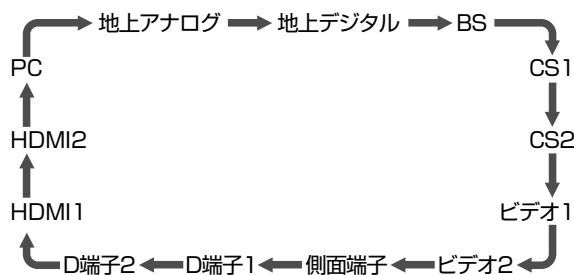 地上アナログ 地上デジタル BS
PC CS1
HDMI2 CS2
HDMI1 ビデオ1
D端子2 D端子1 側面端子 ビデオ2